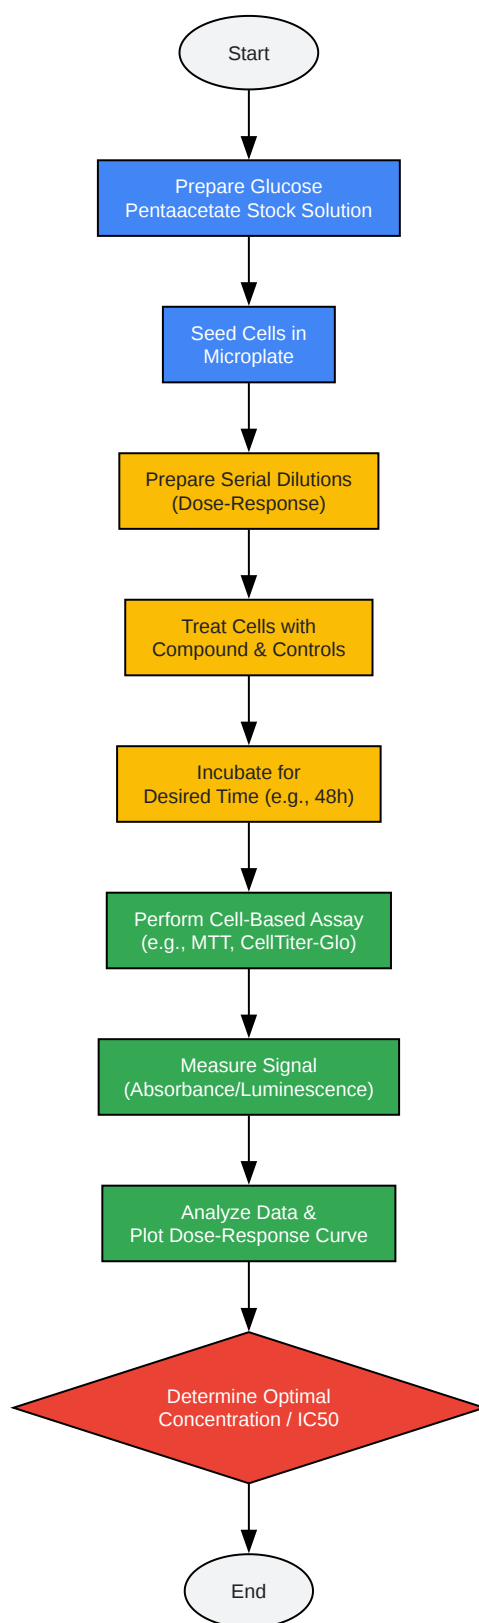 Start
Prepare Glucose
Pentaacetate Stock Solution
Seed Cells in
Microplate
Prepare Serial Dilutions
(Dose-Response)
Treat Cells with
Compound & Controls
Incubate for
Desired Time (e.g., 48h)
Perform Cell-Based Assay
(e.g., MTT, CellTiter-Glo)
Measure Signal
(Absorbance/Luminescence)
Analyze Data &
Plot Dose-Response Curve
Determine Optimal
Concentration / IC50
End